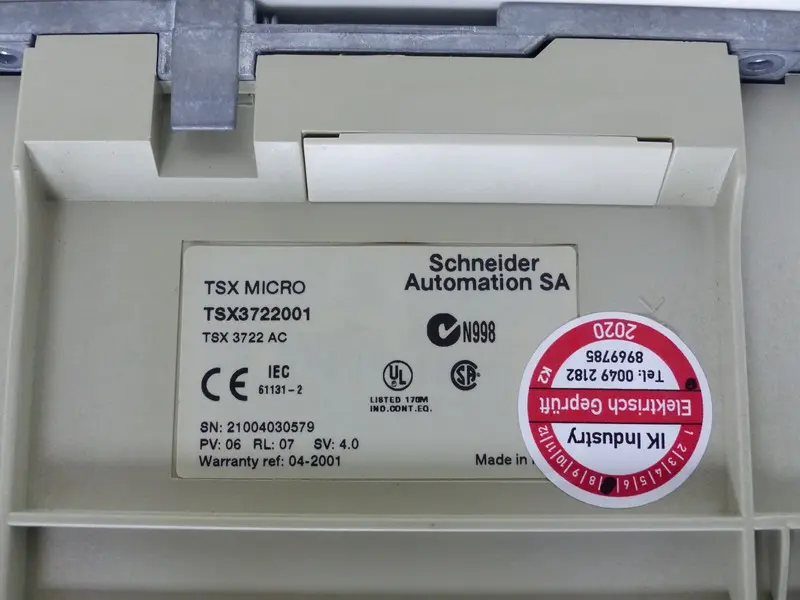 TSX MICRO
TSX3722001
TSX 3722 AC
Schneider
Automation SA
N998
CE
IEC
61131-2
UL
LISTED 170M
IND.CONT.EQ.
SA
SN: 21004030579
PV: 06 RL: 07 SV: 4.0
Warranty ref: 04-2001
Made in
IK Industry
Elektrisch Geprüft
K2
Tel: 0049 2182
8969785
2020
1 2 3 4 5 6 8 9 10 11 12